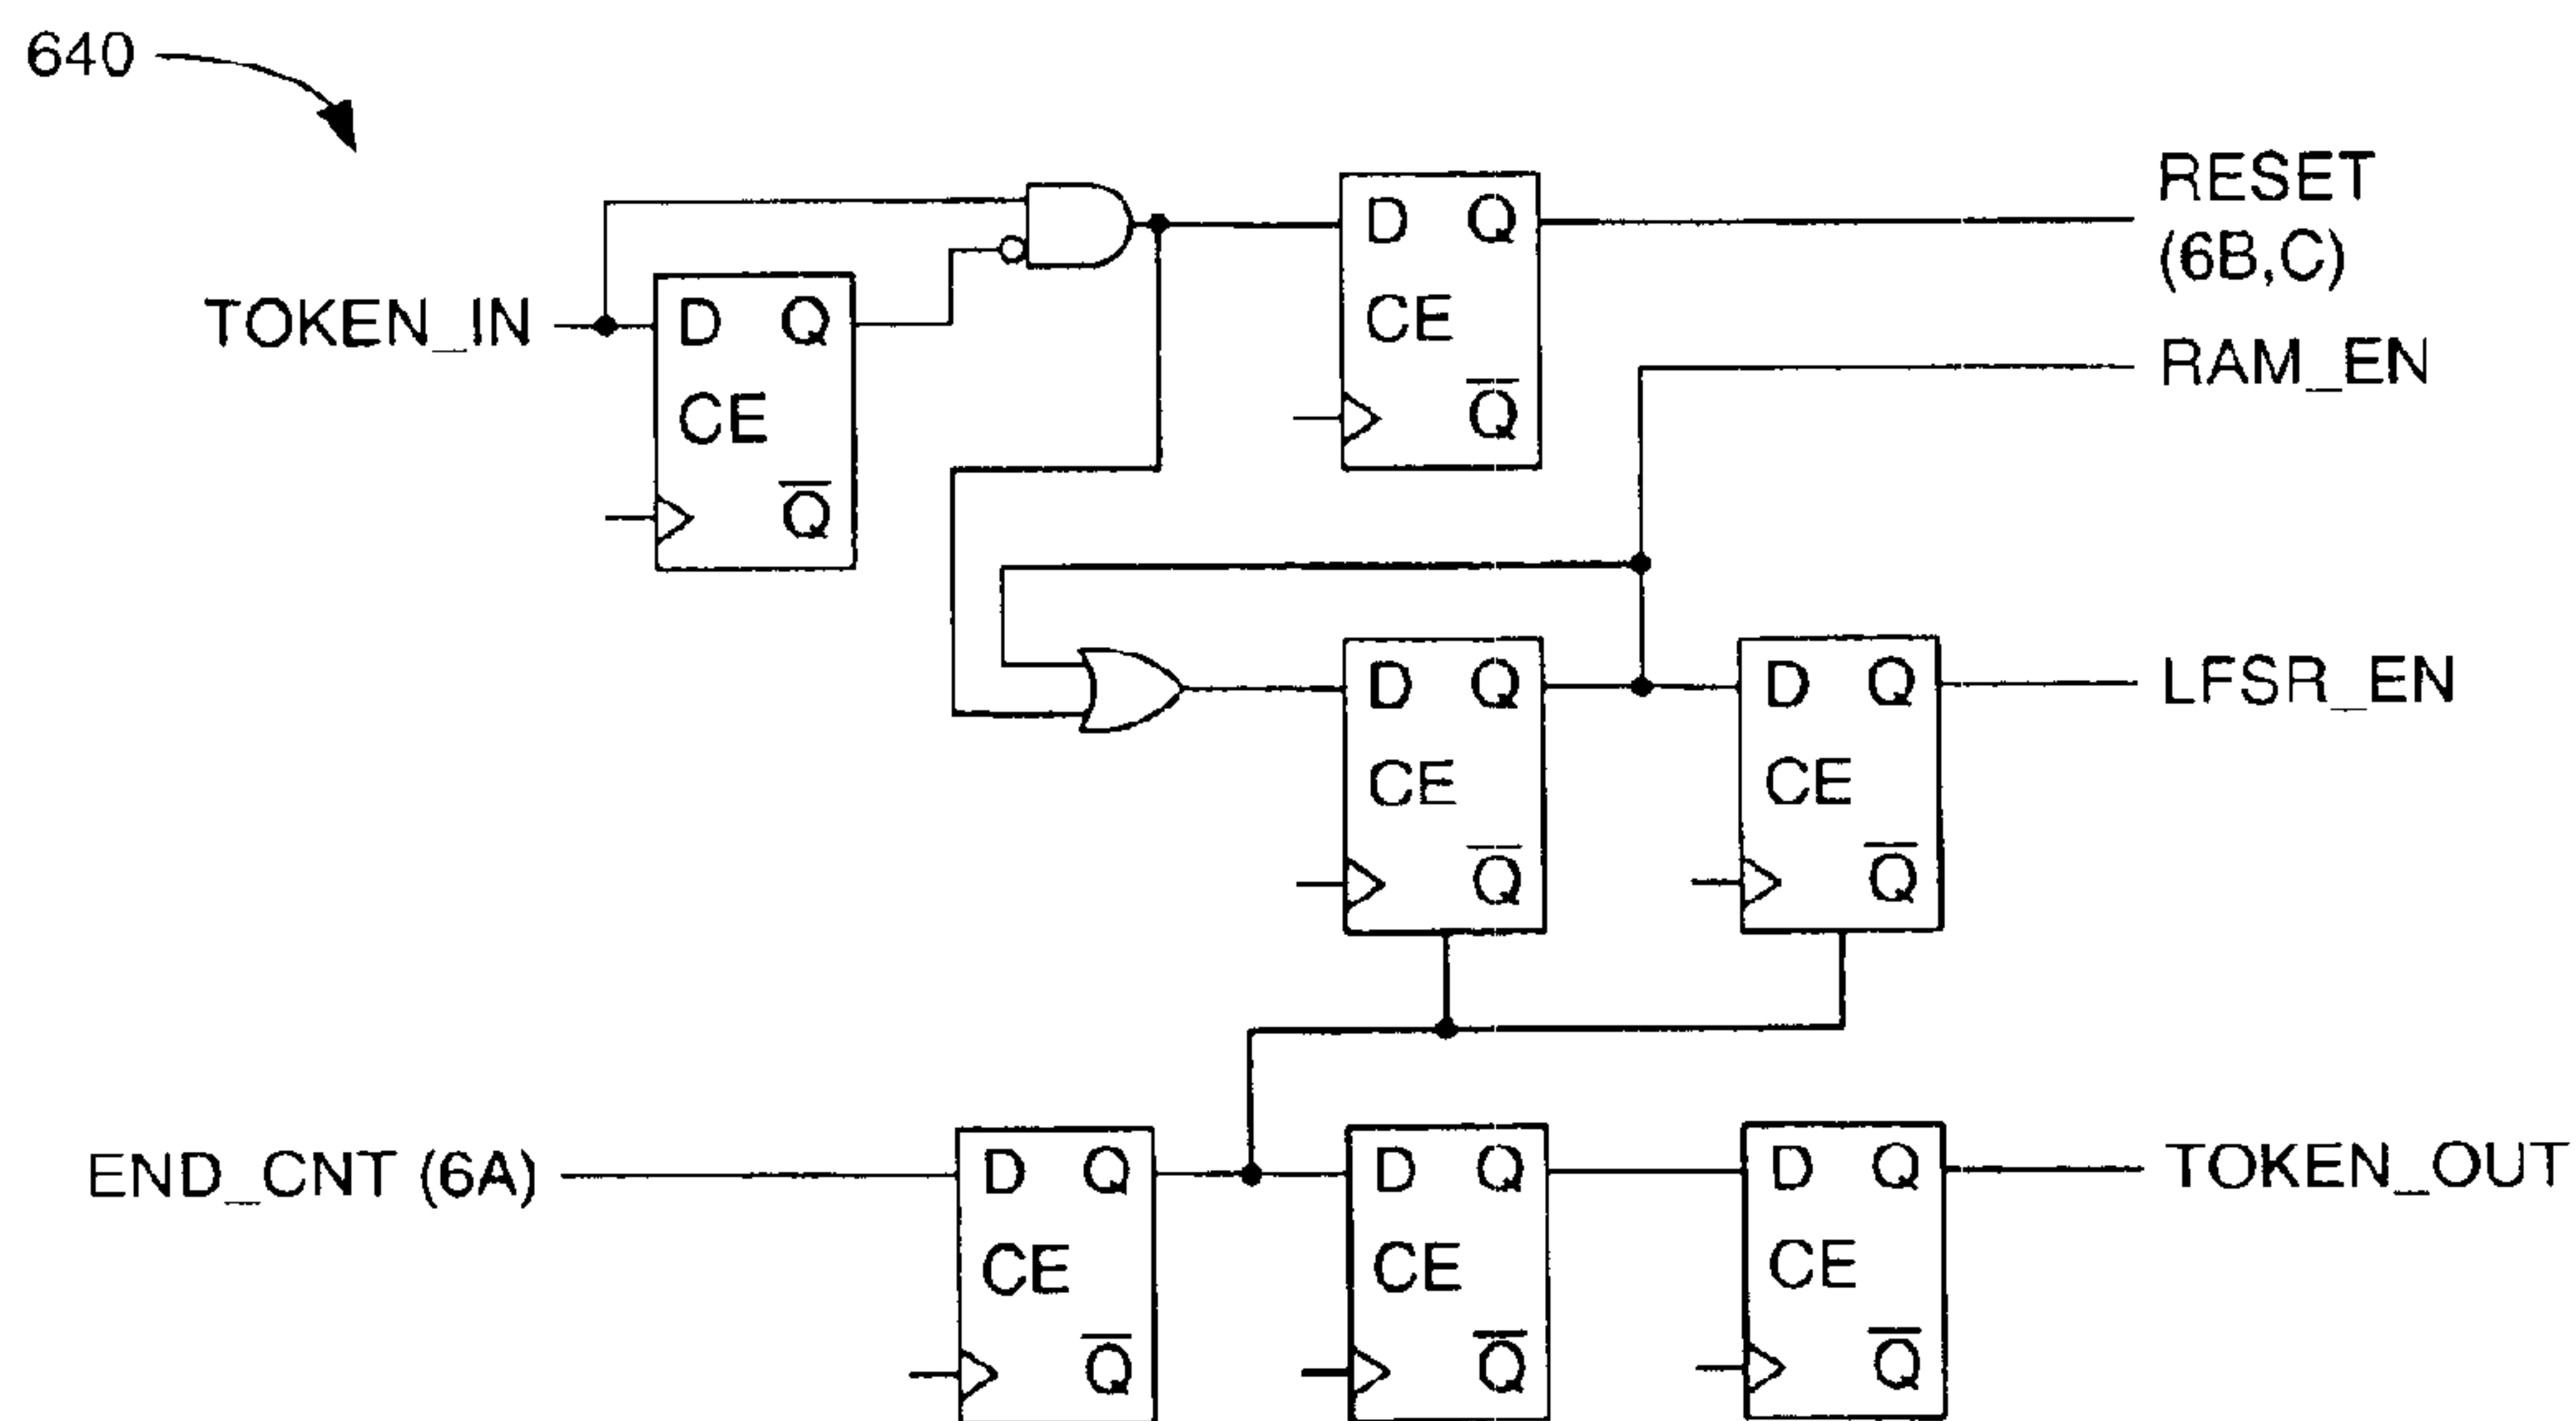 640
RESET
(6B,C)
D Q
CE
Q̅
TOKEN_IN
D Q
CE
Q̅
RAM_EN
D Q
CE
Q̅
D Q
CE
Q̅
LFSR_EN
END_CNT (6A)
D Q
CE
Q̅
D Q
CE
Q̅
D Q
CE
Q̅
TOKEN_OUT